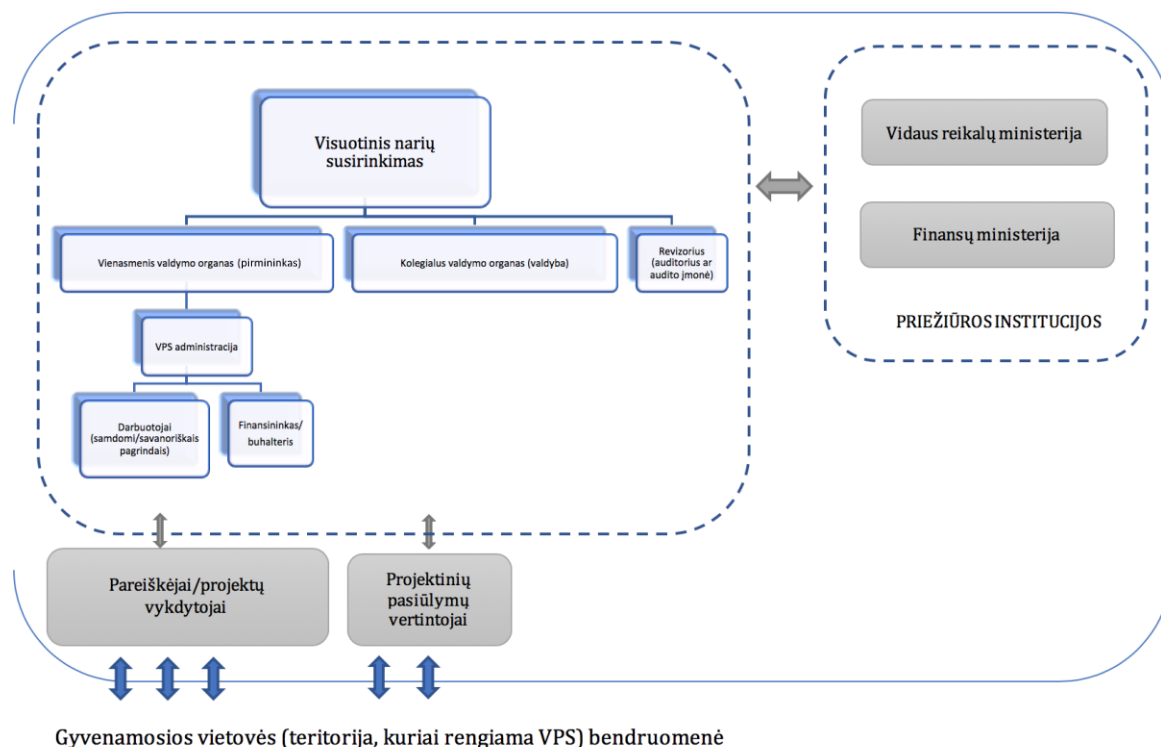 Visuotinis narių
susirinkimas
Vienasmenis valdymo organas (pirmininkas)
Kolegialus valdymo organas (valdyba)
Revizorius
(auditorius ar
audito įmonė)
VPS administracija
Darbuotojai
(samdomi/savanoriškais
pagrindais)
Finansininkas/
buhalteris
Vidaus reikalų ministerija
Finansų ministerija
PRIEŽIŪROS INSTITUCIJOS
Pareiškėjai/projektų
vykdytojai
Projektinių
pasiūlymų
vertintojai
Gyvenamosios vietovės (teritorija, kuriai rengiama VPS) bendruomenė